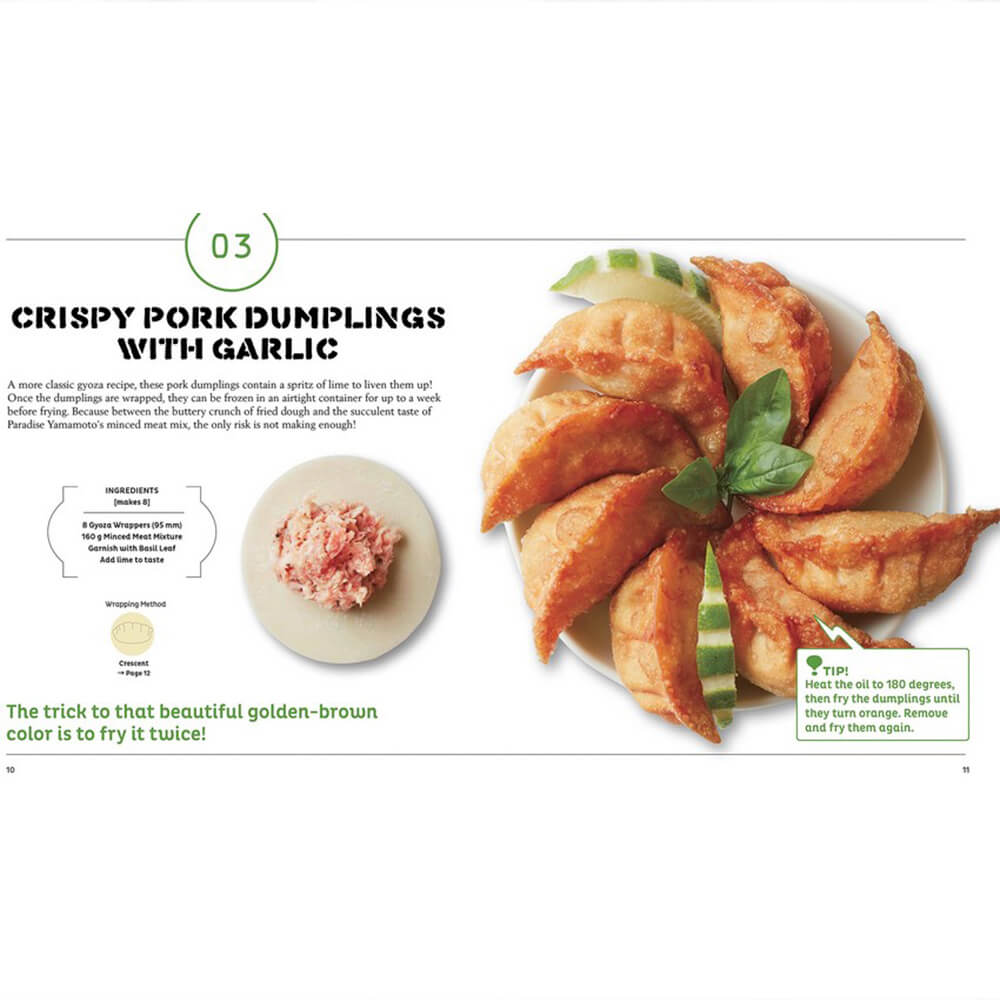 03
CRISPY PORK DUMPLINGS
WITH GARLIC
A more classic gyoza recipe, these pork dumplings contain a spritz of lime to liven them up!
Once the dumplings are wrapped, they can be frozen in an airtight container for up to a week
before frying. Because between the buttery crunch of fried dough and the succulent taste of
Paradise Yamamoto's minced meat mix, the only risk is not making enough!
INGREDIENTS
[makes 8]
8 Gyoza Wrappers (95 mm)
160 g Minced Meat Mixture
Garnish with Basil Leaf
Add lime to taste
Wrapping Method
Crescent
→ Page 12
The trick to that beautiful golden-brown
color is to fry it twice!
TIP!
Heat the oil to 180 degrees,
then fry the dumplings until
they turn orange. Remove
and fry them again.
10
11